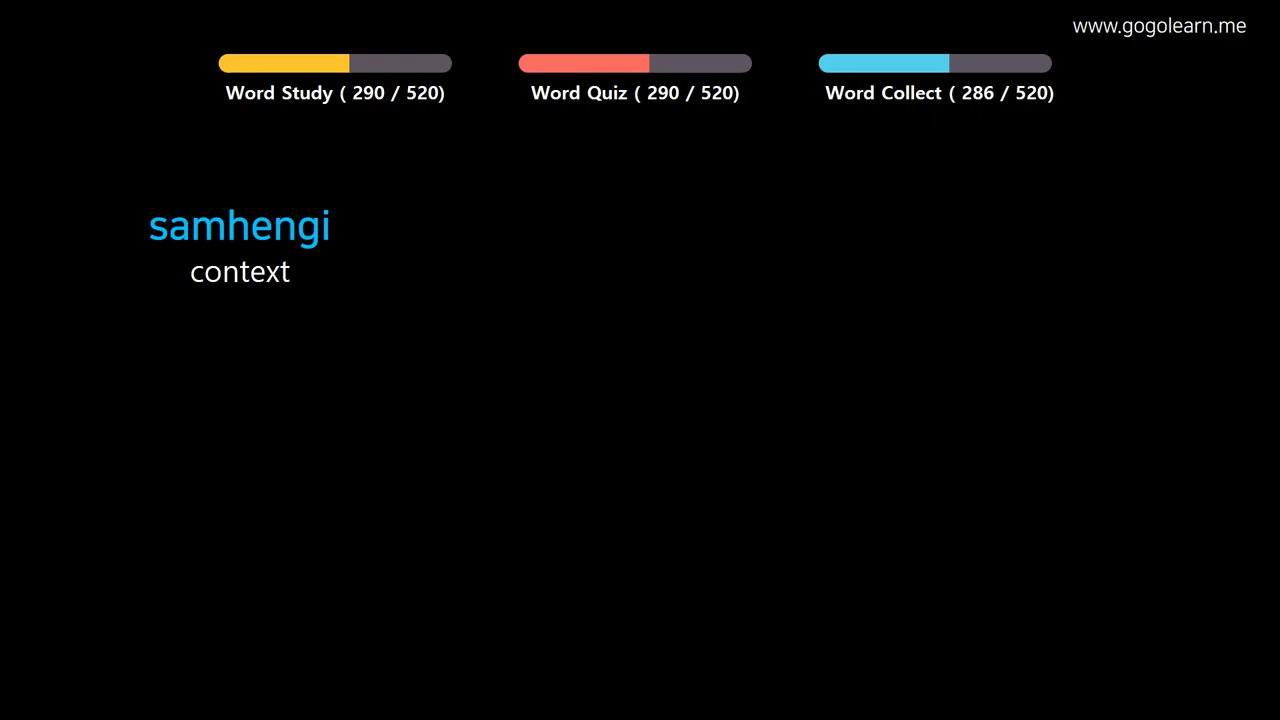 www.gogolearn.me
Word Study ( 290 / 520)
Word Quiz ( 290 / 520)
Word Collect ( 286 / 520)
samhengi
context